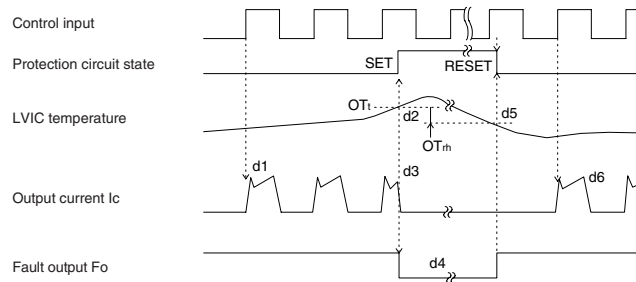 Control input
Protection circuit state
SET
RESET
LVIC temperature
OTt
d2
d5
OTrh
Output current Ic
d1
d3
d6
Fault output Fo
d4